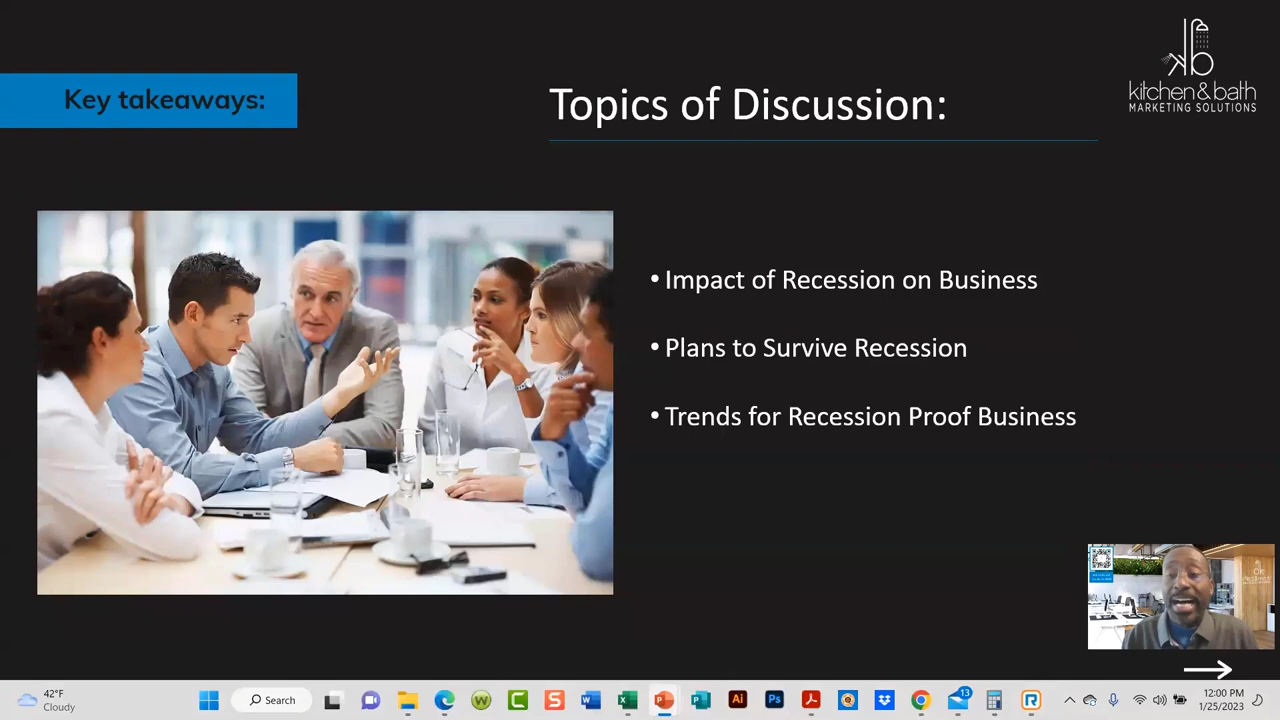 Key takeaways:
Topics of Discussion:
kitchen&bath
MARKETING SOLUTIONS
• Impact of Recession on Business
• Plans to Survive Recession
• Trends for Recession Proof Business
42°F
Cloudy
Search
13
12:00 PM
1/25/2023